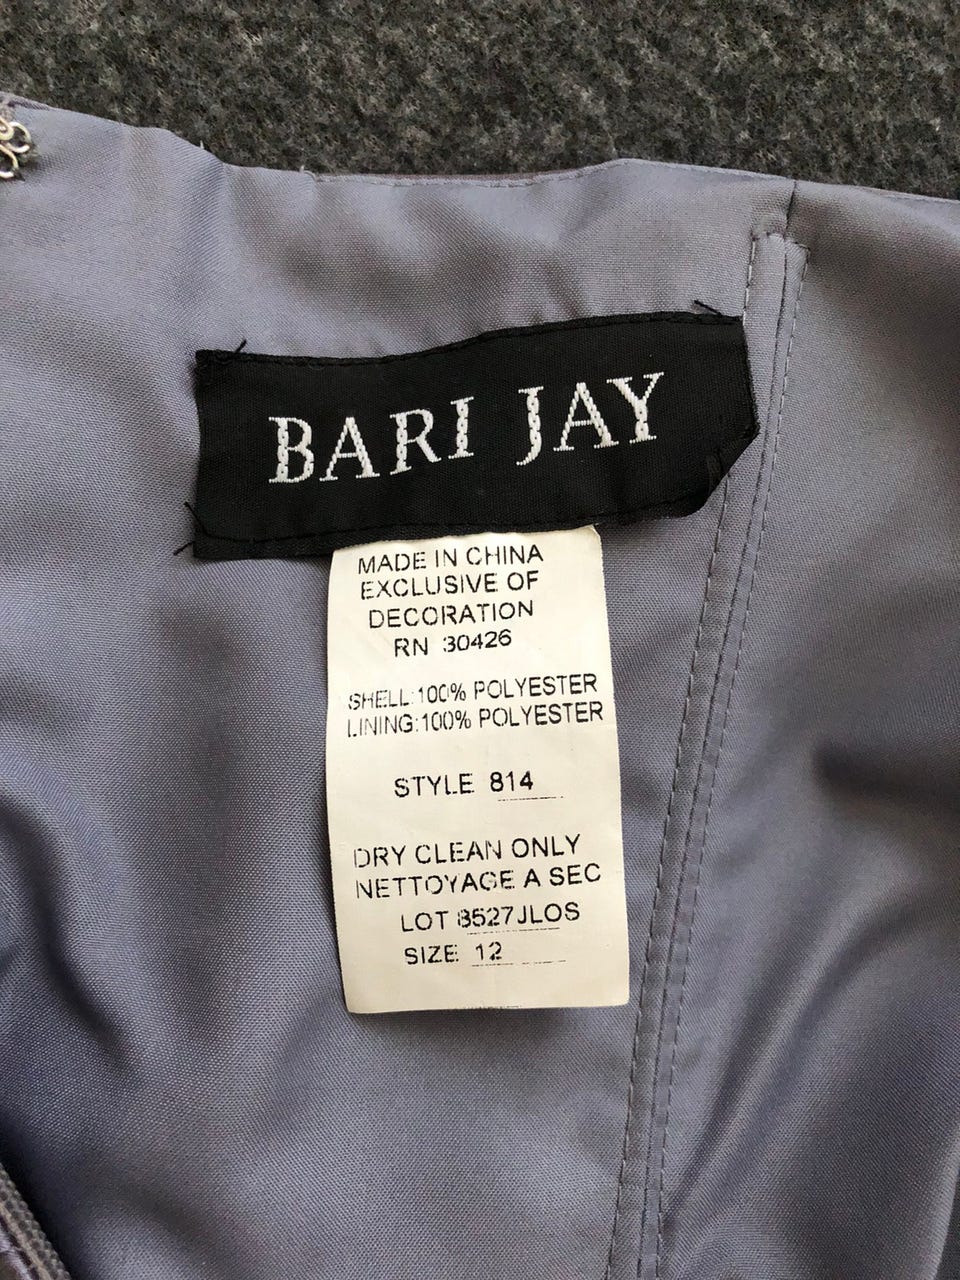 BARI JAY
MADE IN CHINA
EXCLUSIVE OF
DECORATION
RN 30426
SHELL:100% POLYESTER
LINING:100% POLYESTER
STYLE 814
DRY CLEAN ONLY
NETTOYAGE A SEC
LOT 8527JLOS
SIZE 12